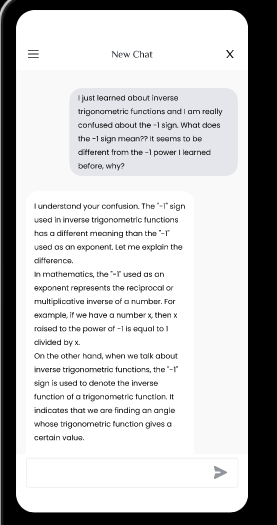 New Chat
X
I just learned about inverse
trigonometric functions and I am really
confused about the -1 sign. What does
the -1 sign mean?? It seems to be
different from the -1 power I learned
before, why?
I understand your confusion. The "-1" sign
used in inverse trigonometric functions
has a different meaning than the "-1"
used as an exponent. Let me explain the
difference.
In mathematics, the "-1" used as an
exponent represents the reciprocal or
multiplicative inverse of a number. For
example, if we have a number x, then x
raised to the power of -1 is equal to 1
divided by x.
On the other hand, when we talk about
inverse trigonometric functions, the "-1"
sign is used to denote the inverse
function of a trigonometric function. It
indicates that we are finding an angle
whose trigonometric function gives a
certain value.